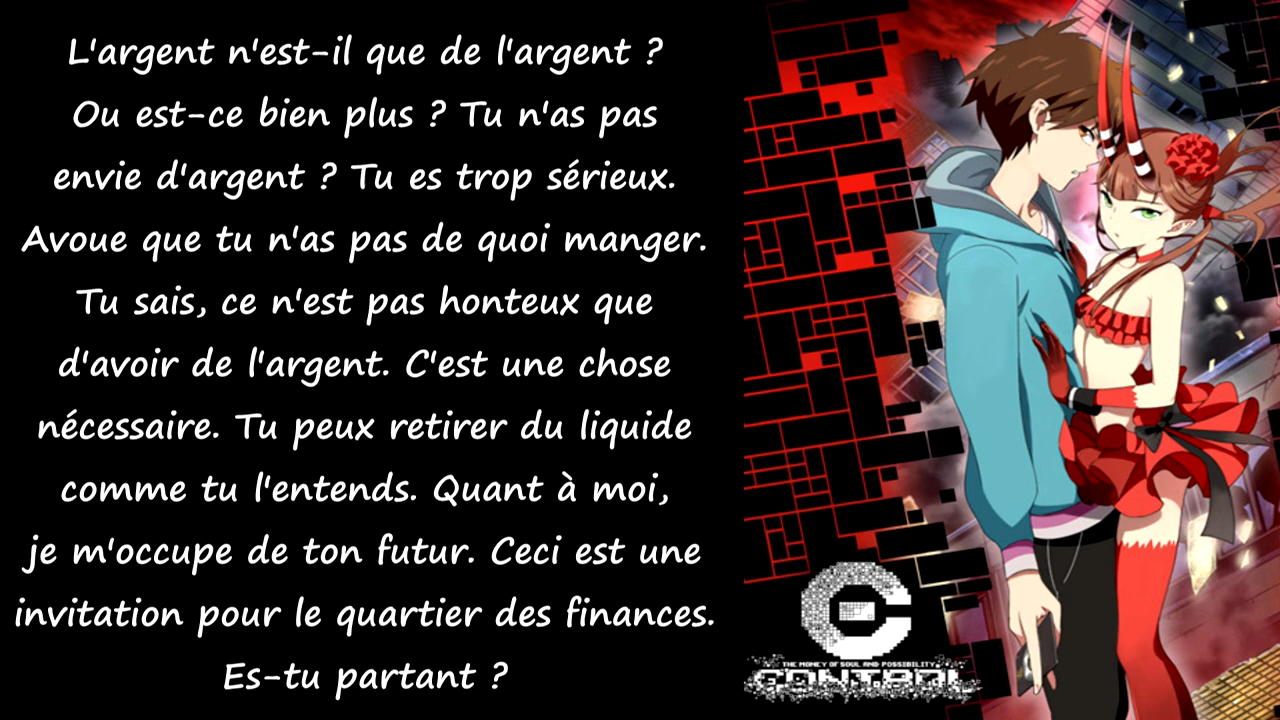 L'argent n'est-il que de l'argent ?
Ou est-ce bien plus ? Tu n'as pas
envie d'argent ? Tu es trop sérieux.
Avoue que tu n'as pas de quoi manger.
Tu sais, ce n'est pas honteux que
d'avoir de l'argent. C'est une chose
nécessaire. Tu peux retirer du liquide
comme tu l'entends. Quant à moi,
je m'occupe de ton futur. Ceci est une
invitation pour le quartier des finances.
Es-tu partant ?
C
THE MONEY OF SOUL AND POSSIBILITY
CONTROL